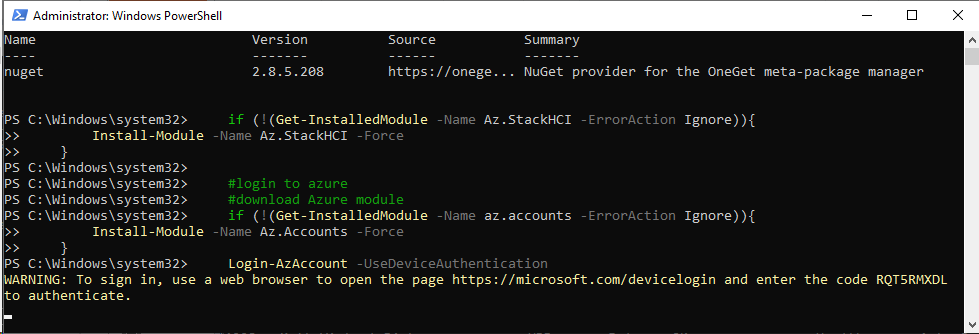 Administrator: Windows PowerShell
Name Version Source Summary
---- ------- ------ -------
nuget 2.8.5.208 https://onege... NuGet provider for the OneGet meta-package manager
PS C:\Windows\system32> if (!(Get-InstalledModule -Name Az.StackHCI -ErrorAction Ignore)){
>> Install-Module -Name Az.StackHCI -Force
>> }
PS C:\Windows\system32>
PS C:\Windows\system32> #login to azure
PS C:\Windows\system32> #download Azure module
PS C:\Windows\system32> if (!(Get-InstalledModule -Name az.accounts -ErrorAction Ignore)){
>> Install-Module -Name Az.Accounts -Force
>> }
PS C:\Windows\system32> Login-AzAccount -UseDeviceAuthentication
WARNING: To sign in, use a web browser to open the page https://microsoft.com/devicelogin and enter the code RQT5RMXDL
to authenticate.